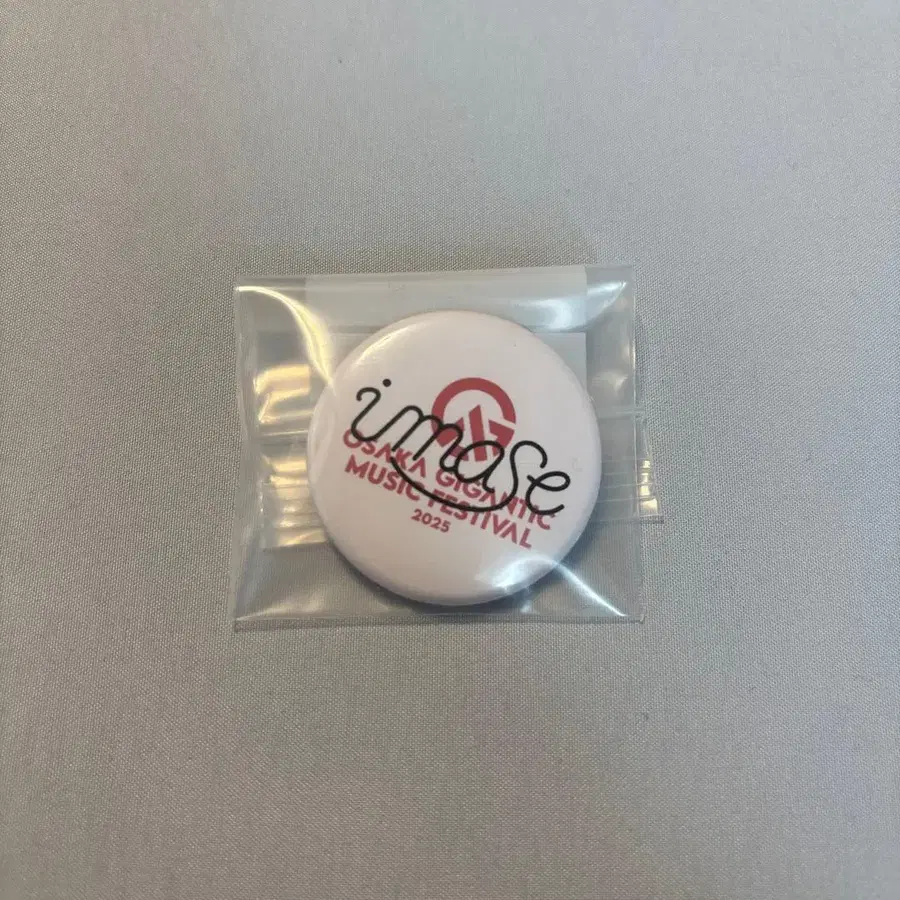 imase
OSAKA GIGANTIC
MUSIC FESTIVAL
2025